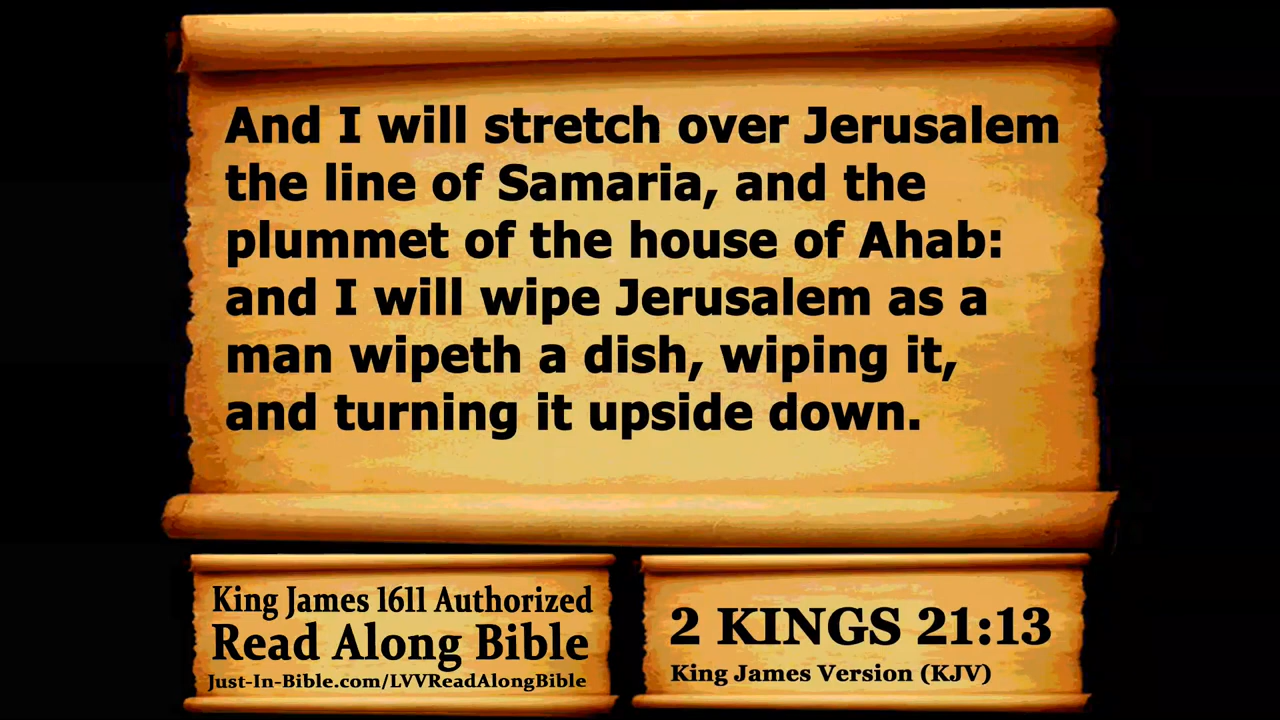 And I will stretch over Jerusalem
the line of Samaria, and the
plummet of the house of Ahab:
and I will wipe Jerusalem as a
man wipeth a dish, wiping it,
and turning it upside down.
King James 1611 Authorized
Read Along Bible
Just-In-Bible.com/LVVReadAlongBible
2 KINGS 21:13
King James Version (KJV)